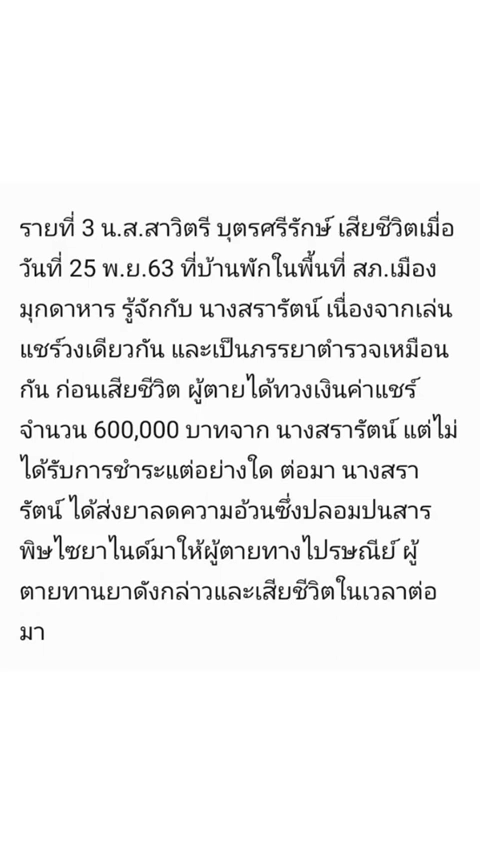 รายที่ 3 น.ส.สาวิตรี บุตรศรีรักษ์ เสียชีวิตเมื่อ
วันที่ 25 พ.ย.63 ที่บ้านพักในพื้นที่ สภ.เมือง
มุกดาหาร รู้จักกับ นางสรารัตน์ เนื่องจากเล่น
แชร์วงเดียวกัน และเป็นภรรยาตำรวจเหมือน
กัน ก่อนเสียชีวิต ผู้ตายได้ทวงเงินค่าแชร์
จำนวน 600,000 บาทจาก นางสรารัตน์ แต่ไม่
ได้รับการชำระแต่อย่างใด ต่อมา นางสรา
รัตน์ ได้ส่งยาลดความอ้วนซึ่งปลอมปนสาร
พิษไซยาไนด์มาให้ผู้ตายทางไปรษณีย์ ผู้
ตายทานยาดังกล่าวและเสียชีวิตในเวลาต่อ
มา